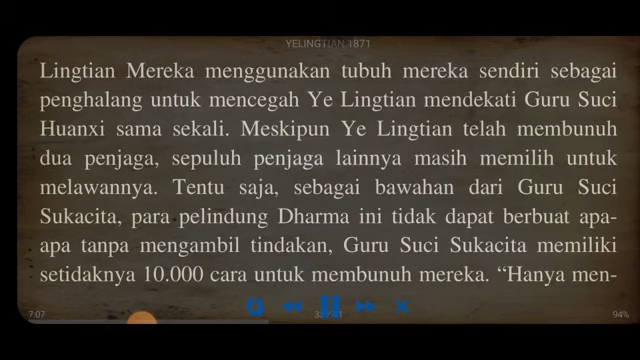 YELINGTIAN 1871
Lingtian Mereka menggunakan tubuh mereka sendiri sebagai
penghalang untuk mencegah Ye Lingtian mendekati Guru Suci
Huanxi sama sekali. Meskipun Ye Lingtian telah membunuh
dua penjaga, sepuluh penjaga lainnya masih memilih untuk
melawannya. Tentu saja, sebagai bawahan dari Guru Suci
Sukacita, para pelindung Dharma ini tidak dapat berbuat apa-
apa tanpa mengambil tindakan, Guru Suci Sukacita memiliki
setidaknya 10.000 cara untuk membunuh mereka. “Hanya men-
7:07
94%